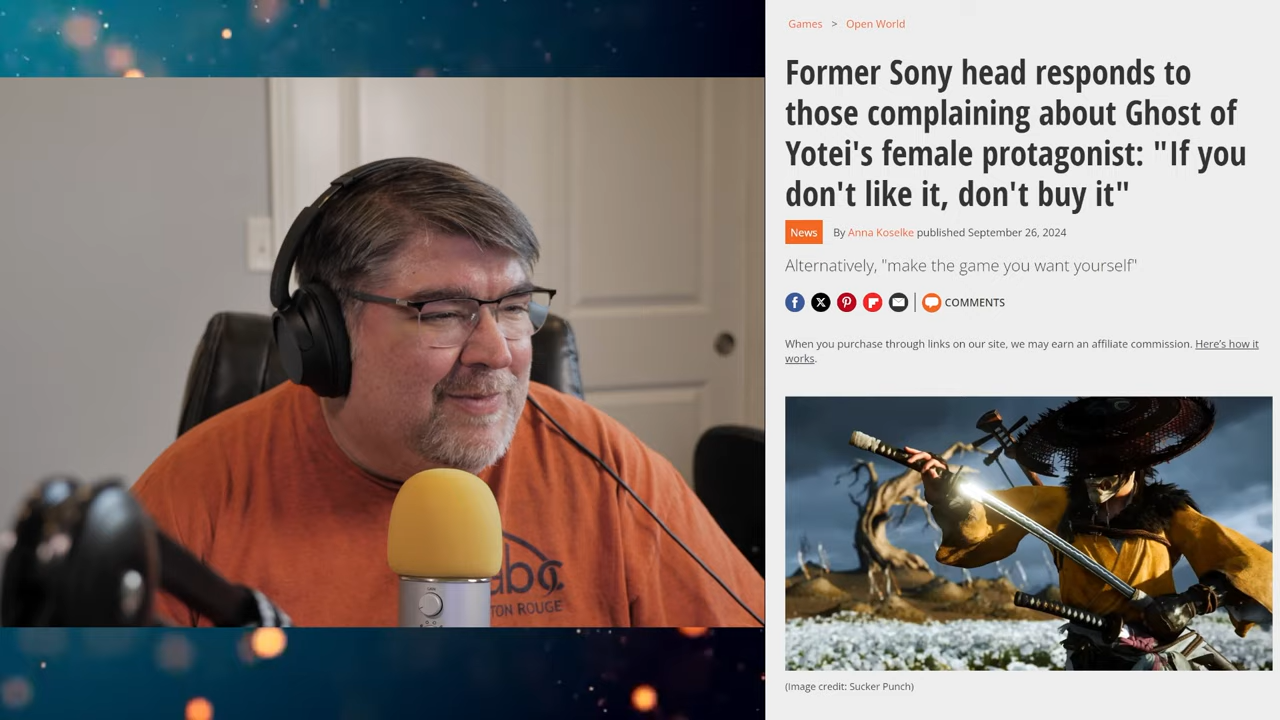 Games > Open World
Former Sony head responds to
those complaining about Ghost of
Yotei's female protagonist: "If you
don't like it, don't buy it"
News By Anna Koselke published September 26, 2024
Alternatively, "make the game you want yourself"
COMMENTS
When you purchase through links on our site, we may earn an affiliate commission. Here's how it
works.
(Image credit: Sucker Punch)